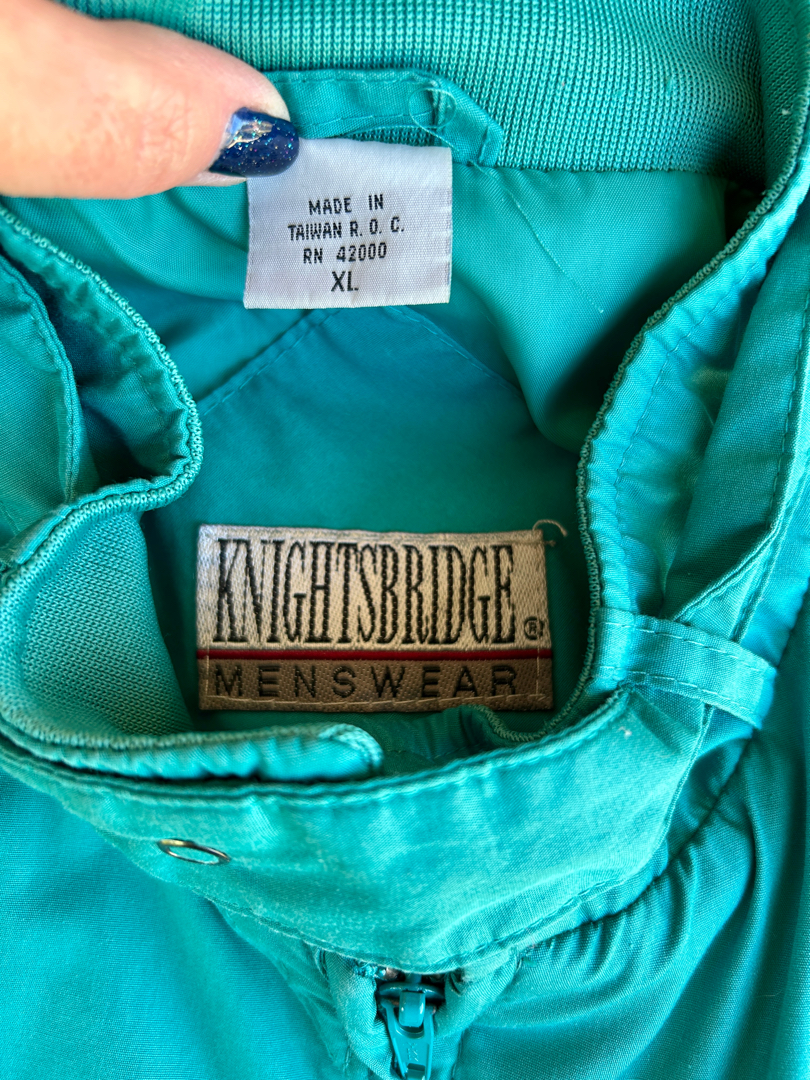 MADE IN
TAIWAN R. O. C.
RN 42000
XL
KNIGHTSBRIDGE ®
MENSWEAR